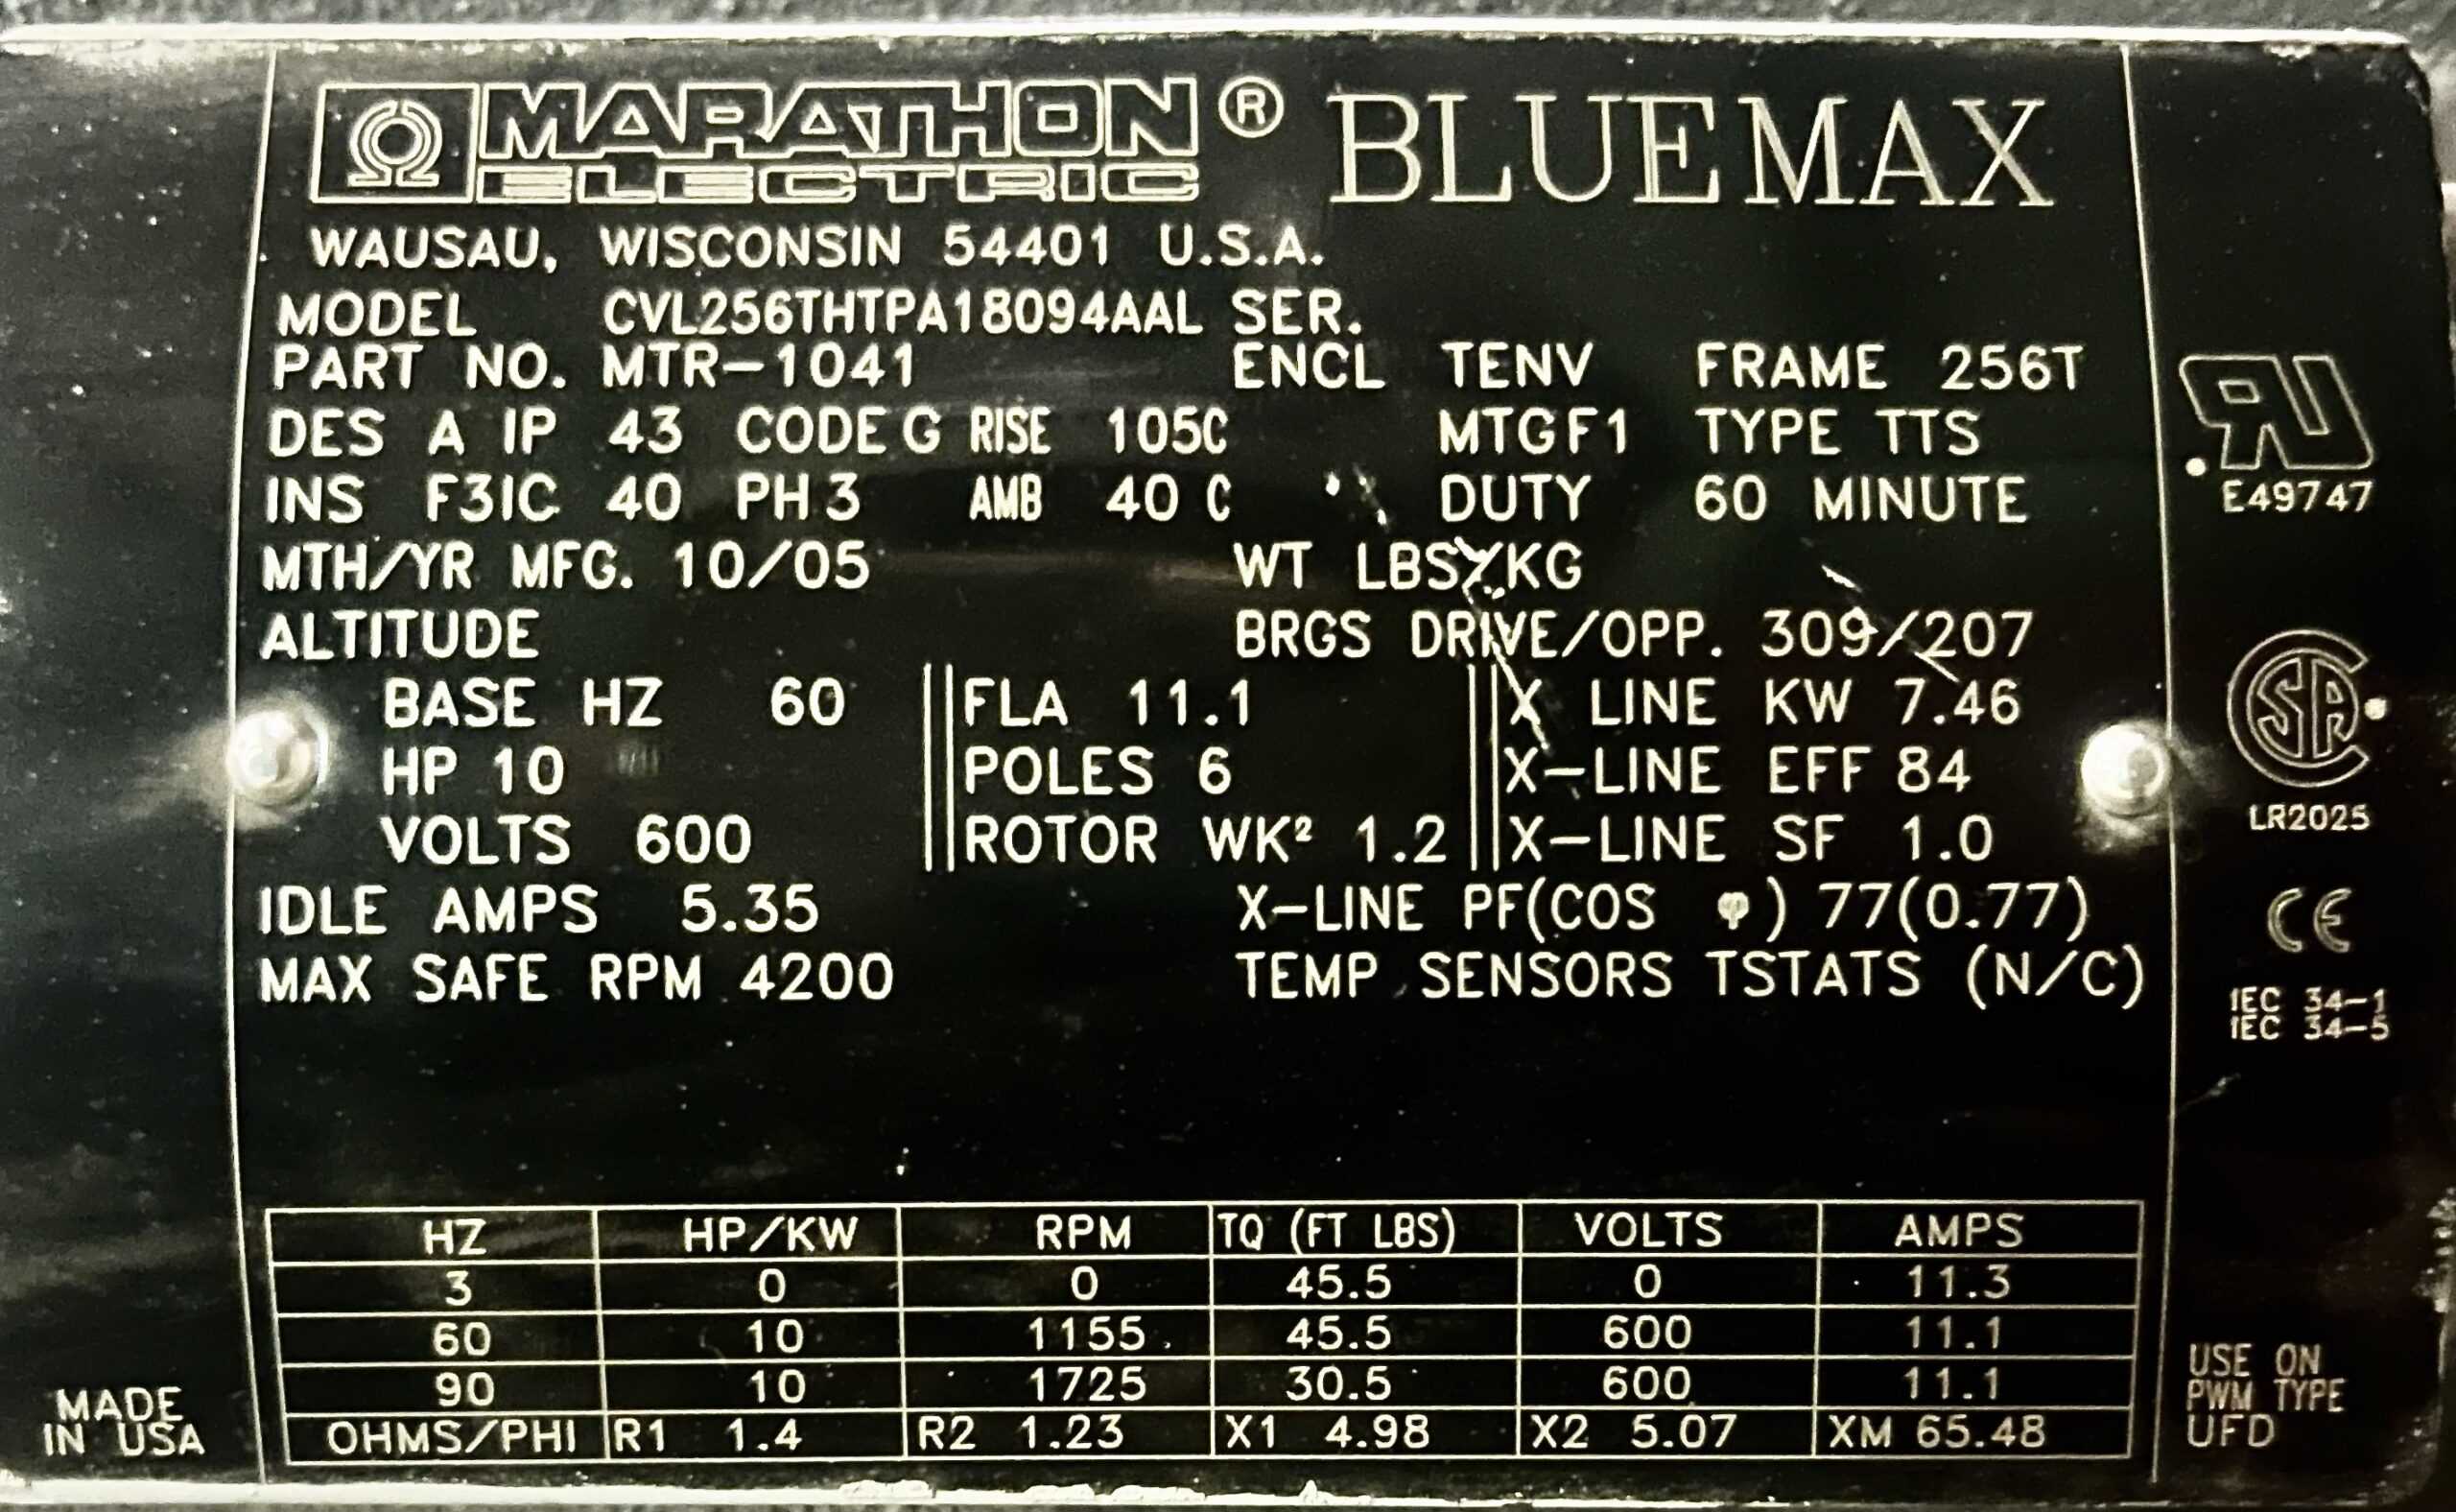 MARATHON ® BLUE MAX
ELECTRIC
WAUSAU, WISCONSIN 54401 U.S.A.
MODEL CVL256THTPA18094AAL SER.
PART NO. MTR-1041 ENCL TENV FRAME 256T
DES A IP 43 CODE G RISE 105C MTG F1 TYPE TTS
INS F3 IC 40 PH 3 AMB 40 C DUTY 60 MINUTE
MTH/YR MFG. 10/05 WT LBS/KG
ALTITUDE BRGS DRIVE/OPP. 309/207
BASE HZ 60 FLA 11.1 X LINE KW 7.46
HP 10 POLES 6 X-LINE EFF 84
VOLTS 600 ROTOR WK² 1.2 X-LINE SF 1.0
IDLE AMPS 5.35 X-LINE PF(COS φ) 77(0.77)
MAX SAFE RPM 4200 TEMP SENSORS TSTATS (N/C)
HZ HP/KW RPM TQ (FT LBS) VOLTS AMPS
3 0 0 45.5 0 11.3
60 10 1155 45.5 600 11.1
90 10 1725 30.5 600 11.1
OHMS/PHI R1 1.4 R2 1.23 X1 4.98 X2 5.07 XM 65.48
MADE
IN USA
RU
E49747
CSA
LR2025
CE
IEC 34-1
IEC 34-5
USE ON
PWM TYPE
UFD